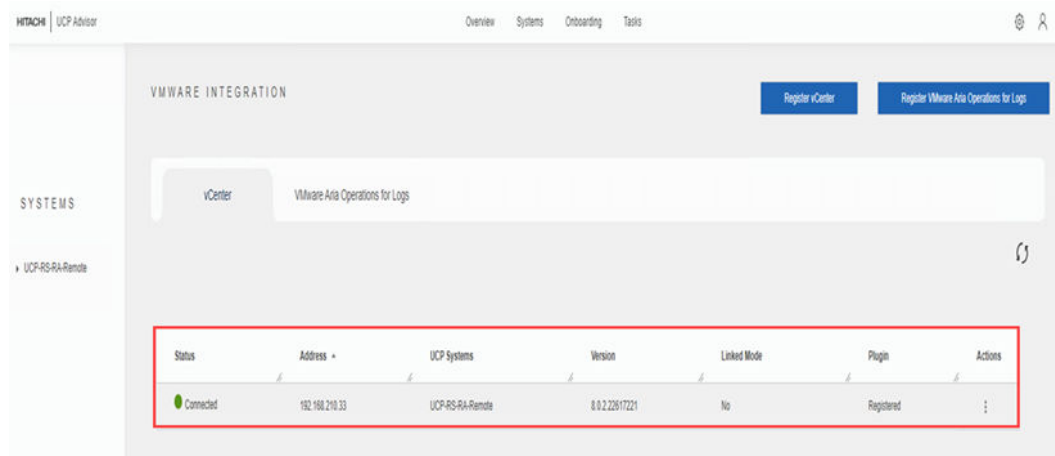 HITACHI UCP Advisor Overview Systems Onboarding Tasks
VMWARE INTEGRATION
Register vCenter Register VMware Aria Operations for Logs
vCenter VMware Aria Operations for Logs
SYSTEMS
UCP-RS-RA-Remote
Status Address UCP Systems Version Linked Mode Plugin Actions
Connected 192.168.210.33 UCP-RS-RA-Remote 8.0.2.22617221 No Registered